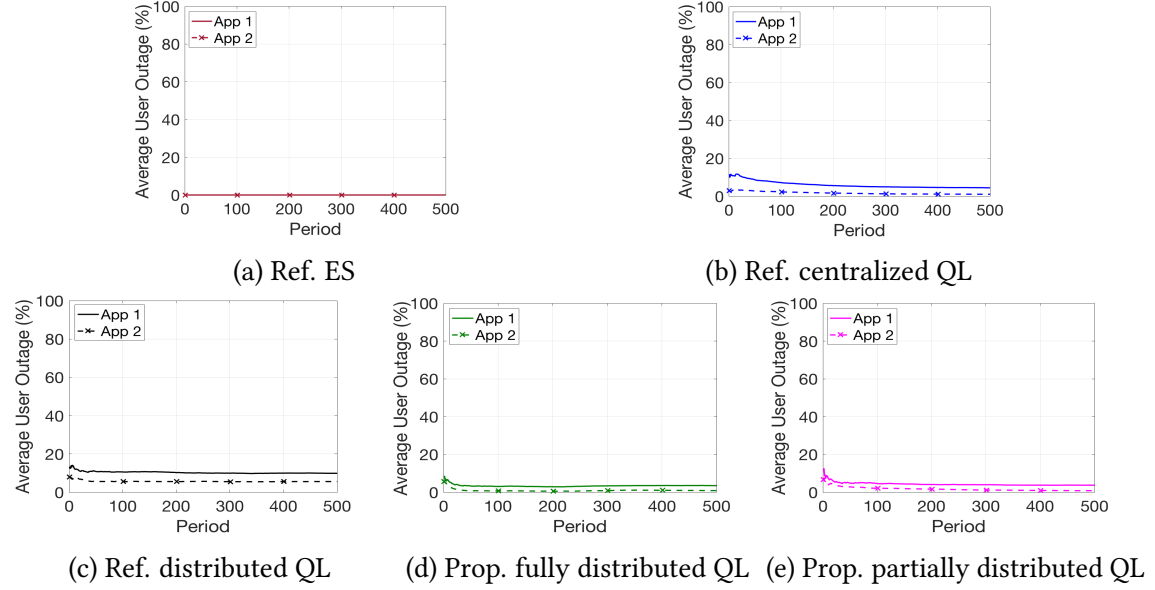 Average User Outage (%)
100
80
60
40
20
0
App 1
App 2
0 100 200 300 400 500
Period
(a) Ref. ES
Average User Outage (%)
100
80
60
40
20
0
App 1
App 2
0 100 200 300 400 500
Period
(b) Ref. centralized QL
Average User Outage (%)
100
80
60
40
20
0
App 1
App 2
0 100 200 300 400 500
Period
(c) Ref. distributed QL
Average User Outage (%)
100
80
60
40
20
0
App 1
App 2
0 100 200 300 400 500
Period
(d) Prop. fully distributed QL
Average User Outage (%)
100
80
60
40
20
0
App 1
App 2
0 100 200 300 400 500
Period
(e) Prop. partially distributed QL